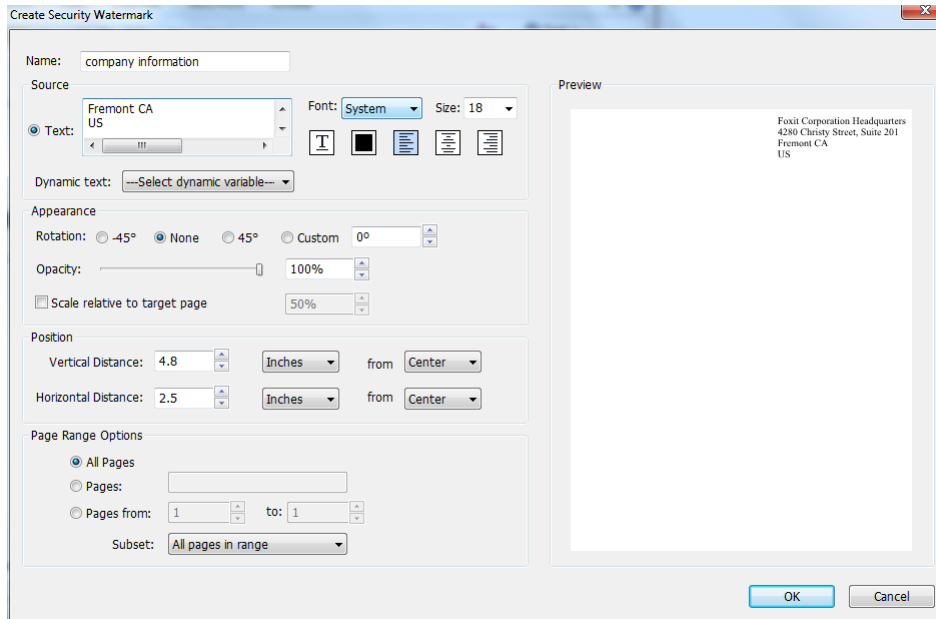 Create Security Watermark
Name: company information
Source
Text: Fremont CA
US
Font: System Size: 18
T
Dynamic text: ---Select dynamic variable---
Appearance
Rotation: -45° None 45° Custom 0º
Opacity: 100%
Scale relative to target page 50%
Position
Vertical Distance: 4.8 Inches from Center
Horizontal Distance: 2.5 Inches from Center
Page Range Options
All Pages
Pages:
Pages from: 1 to: 1
Subset: All pages in range
Preview
Foxit Corporation Headquarters
4280 Christy Street, Suite 201
Fremont CA
US
OK Cancel